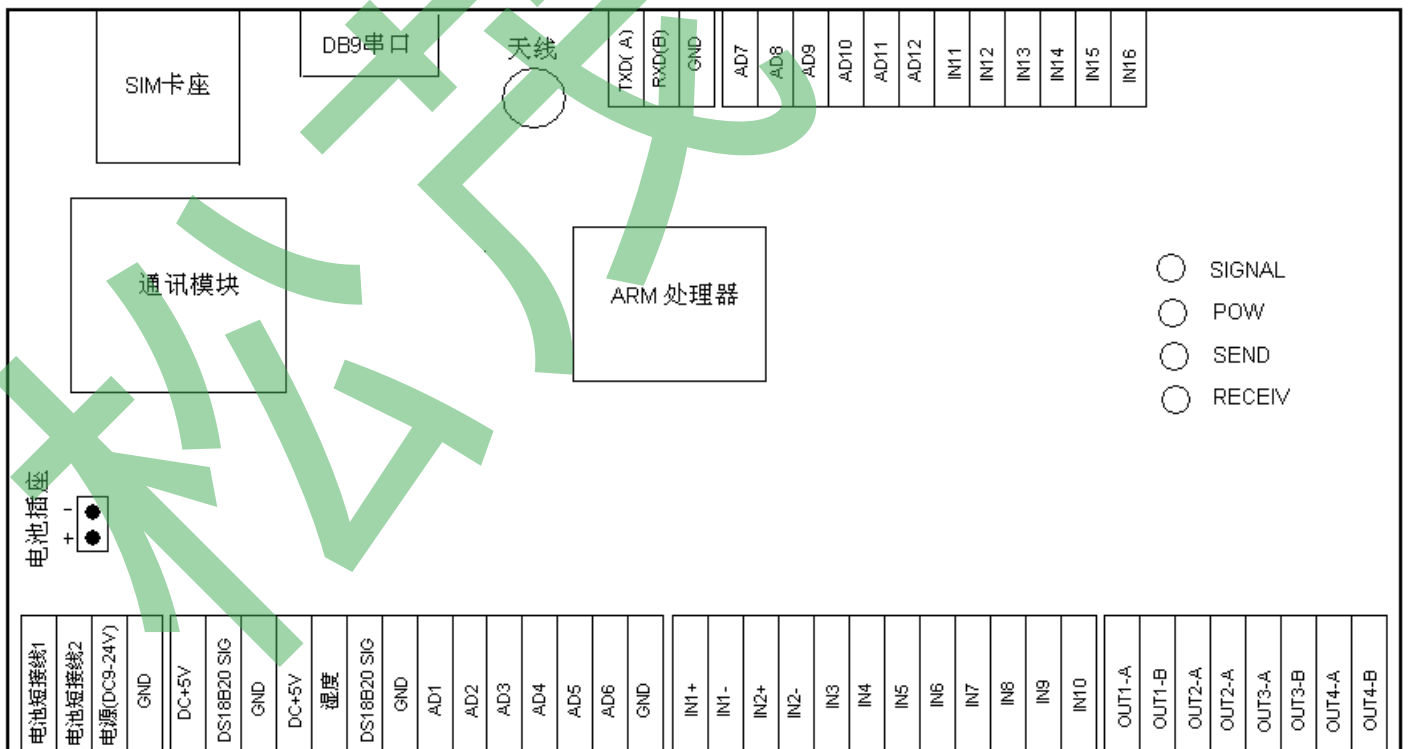 DB9串口
天线
SIM卡座
TXD( A)
RXD(B)
GND
AD7
AD8
AD9
AD10
AD11
AD12
IN11
IN12
IN13
IN14
IN15
IN16
通讯模块
ARM 处理器
SIGNAL
POW
SEND
RECEIV
电池插座
-
+
电池短接线1
电池短接线2
电源(DC9-24V)
GND
DC+5V
DS18B20 SIG
GND
DC+5V
湿度
DS18B20 SIG
GND
AD1
AD2
AD3
AD4
AD5
AD6
GND
IN1+
IN1-
IN2+
IN2-
IN3
IN4
IN5
IN6
IN7
IN8
IN9
IN10
OUT1-A
OUT1-B
OUT2-A
OUT2-A
OUT3-A
OUT3-B
OUT4-A
OUT4-B